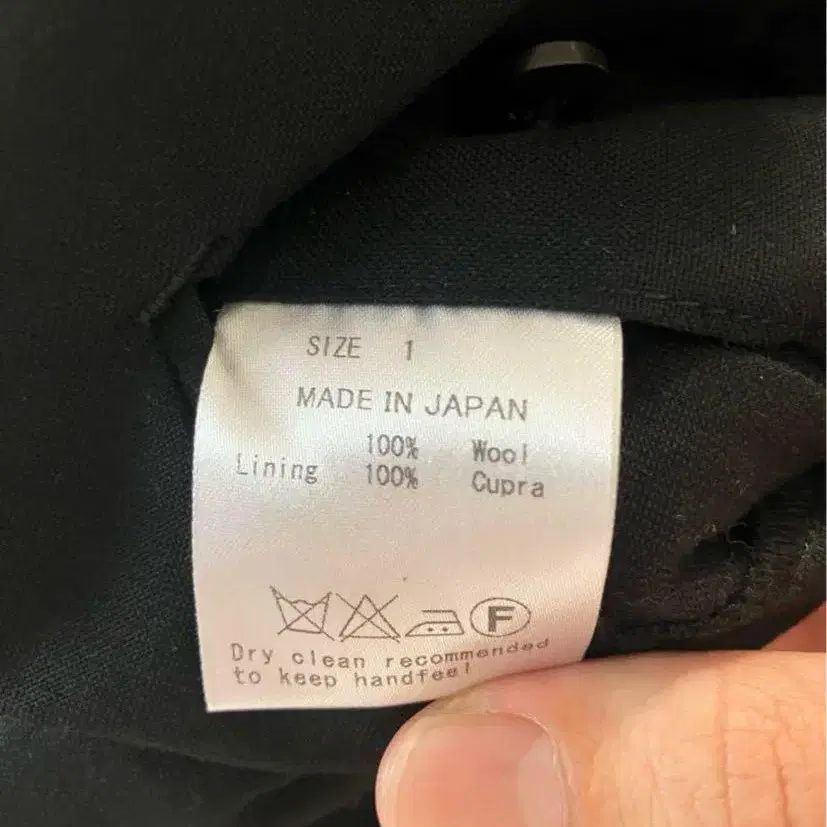 SIZE 1
MADE IN JAPAN
100% Wool
Lining 100% Cupra
F
Dry clean recommended
to keep handfeel